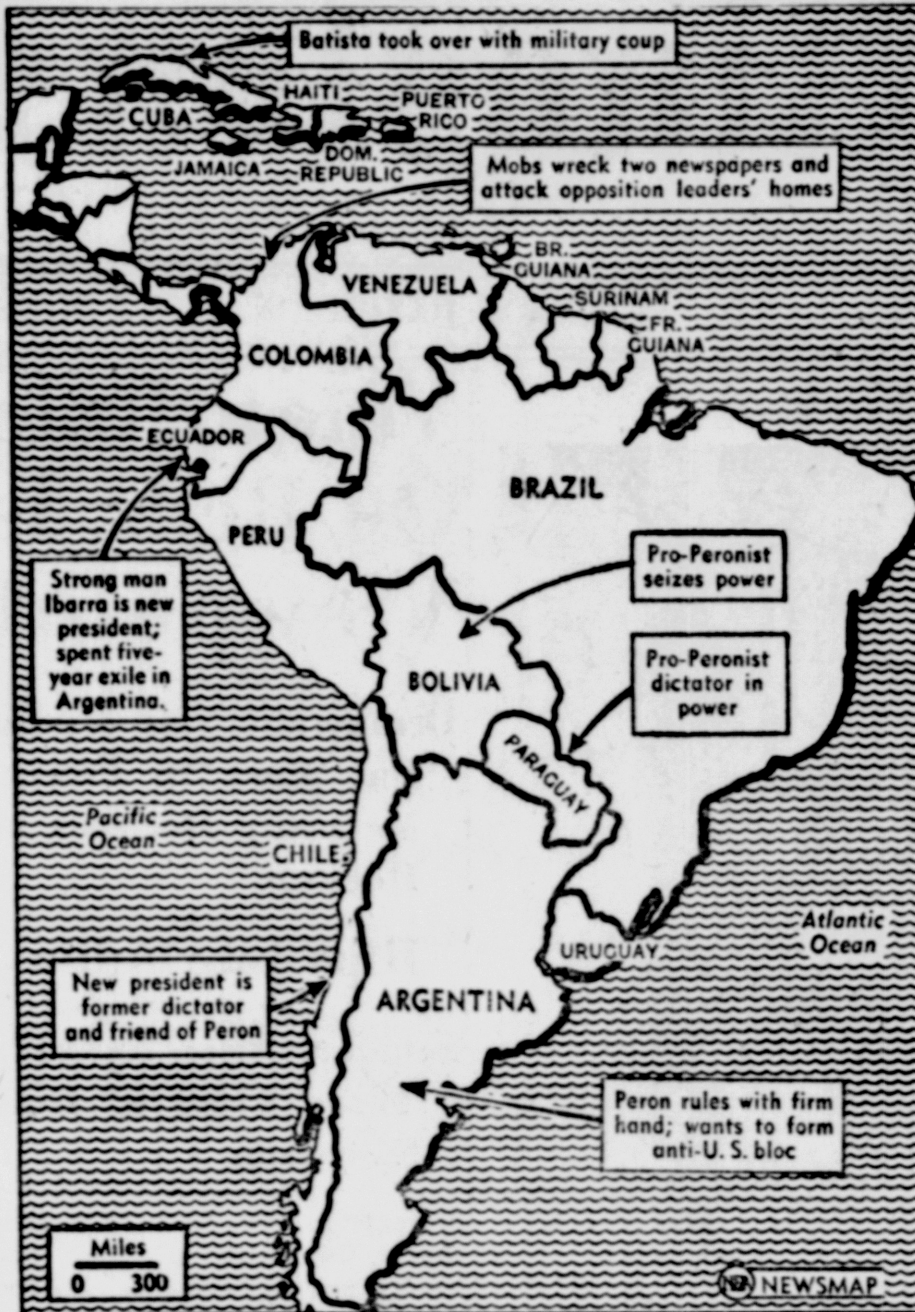 Batista took over with military coup
HAITI
PUERTO
RICO
CUBA
JAMAICA
DOM.
REPUBLIC
Mobs wreck two newspapers and
attack opposition leaders' homes
BR.
GUIANA
VENEZUELA
SURINAM
FR.
GUIANA
COLOMBIA
ECUADOR
BRAZIL
PERU
Strong man
Ibarra is new
president;
spent five-
year exile in
Argentina.
Pro-Peronist
seizes power
BOLIVIA
Pro-Peronist
dictator in
power
PARAGUAY
Pacific
Ocean
CHILE
Atlantic
Ocean
URUGUAY
New president is
former dictator
and friend of Peron
ARGENTINA
Peron rules with firm
hand; wants to form
anti-U. S. bloc
Miles
0 300
NEWSMAP